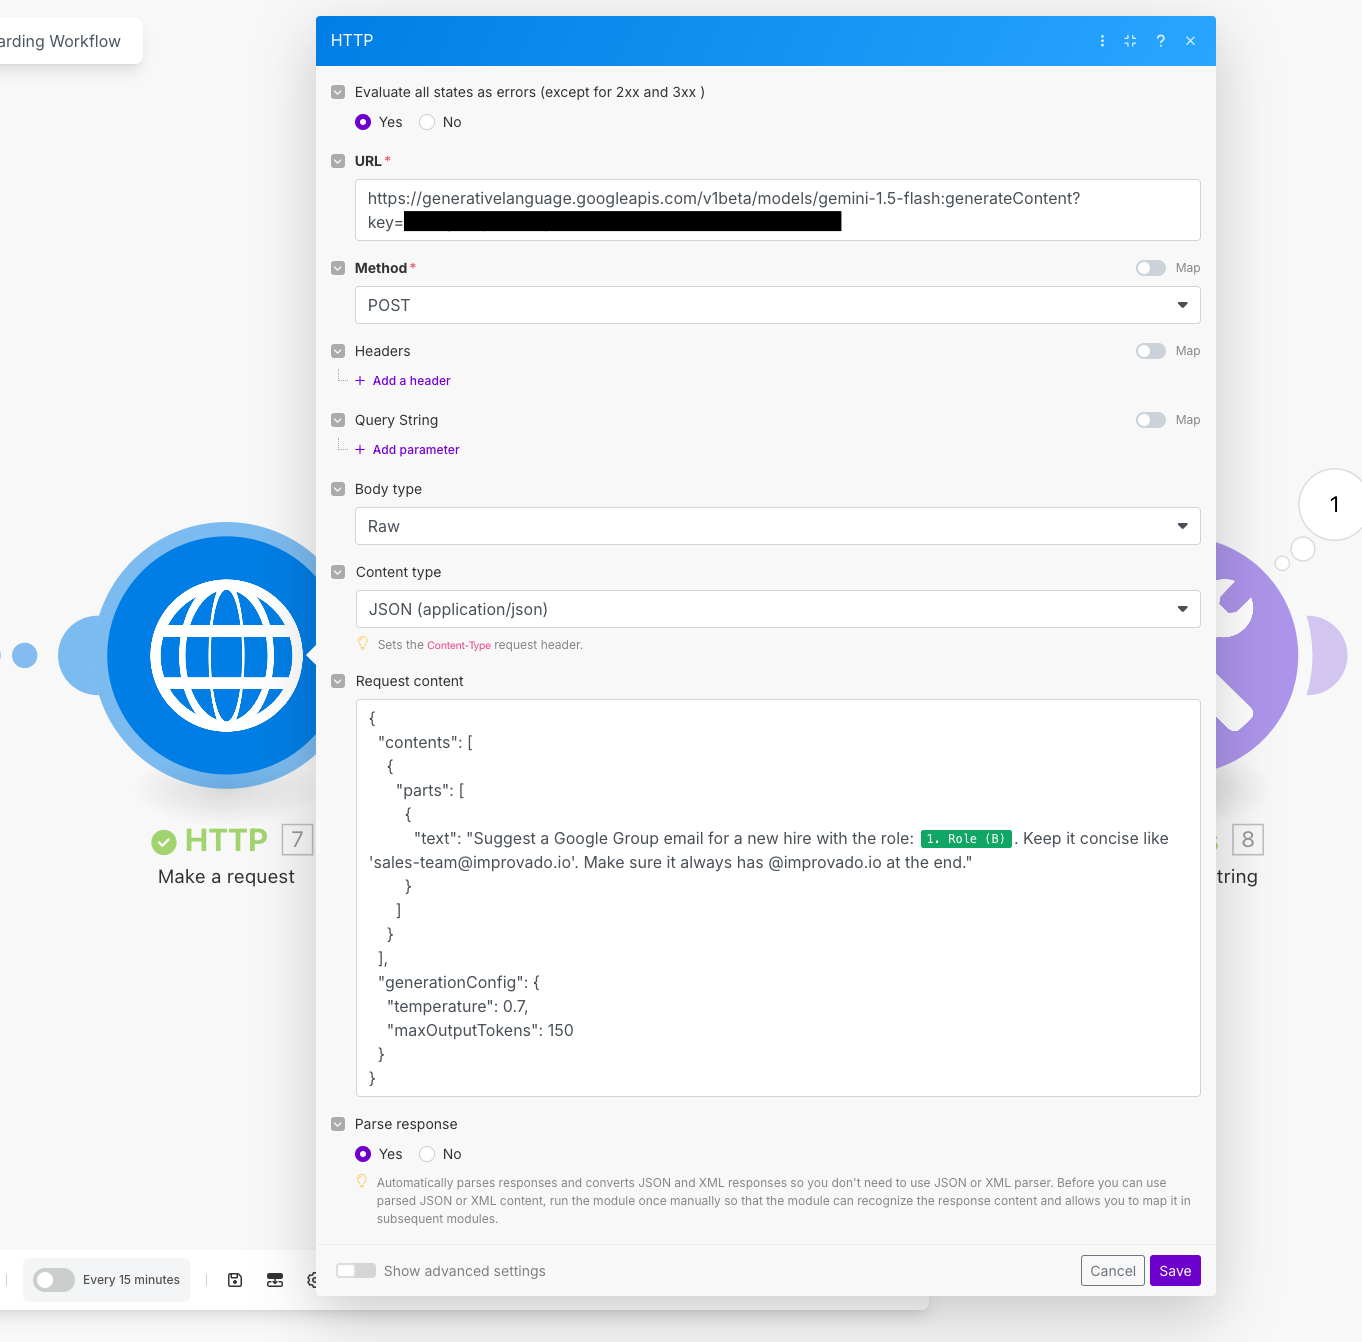 arding Workflow
HTTP
Evaluate all states as errors (except for 2xx and 3xx )
Yes No
URL *
https://generativelanguage.googleapis.com/v1beta/models/gemini-1.5-flash:generateContent?
key=
Method *
Map
POST
Headers
Map
+ Add a header
Query String
Map
+ Add parameter
Body type
Raw
Content type
JSON (application/json)
Sets the Content-Type request header.
Request content
{
"contents": [
{
"parts": [
{
"text": "Suggest a Google Group email for a new hire with the role: 1. Role (B) . Keep it concise like
'sales-team@improvado.io'. Make sure it always has @improvado.io at the end."
}
]
}
],
"generationConfig": {
"temperature": 0.7,
"maxOutputTokens": 150
}
}
Parse response
Yes No
Automatically parses responses and converts JSON and XML responses so you don't need to use JSON or XML parser. Before you can use
parsed JSON or XML content, run the module once manually so that the module can recognize the response content and allows you to map it in
subsequent modules.
Show advanced settings
Cancel
Save
HTTP 7
Make a request
1
s 8
tring
Every 15 minutes